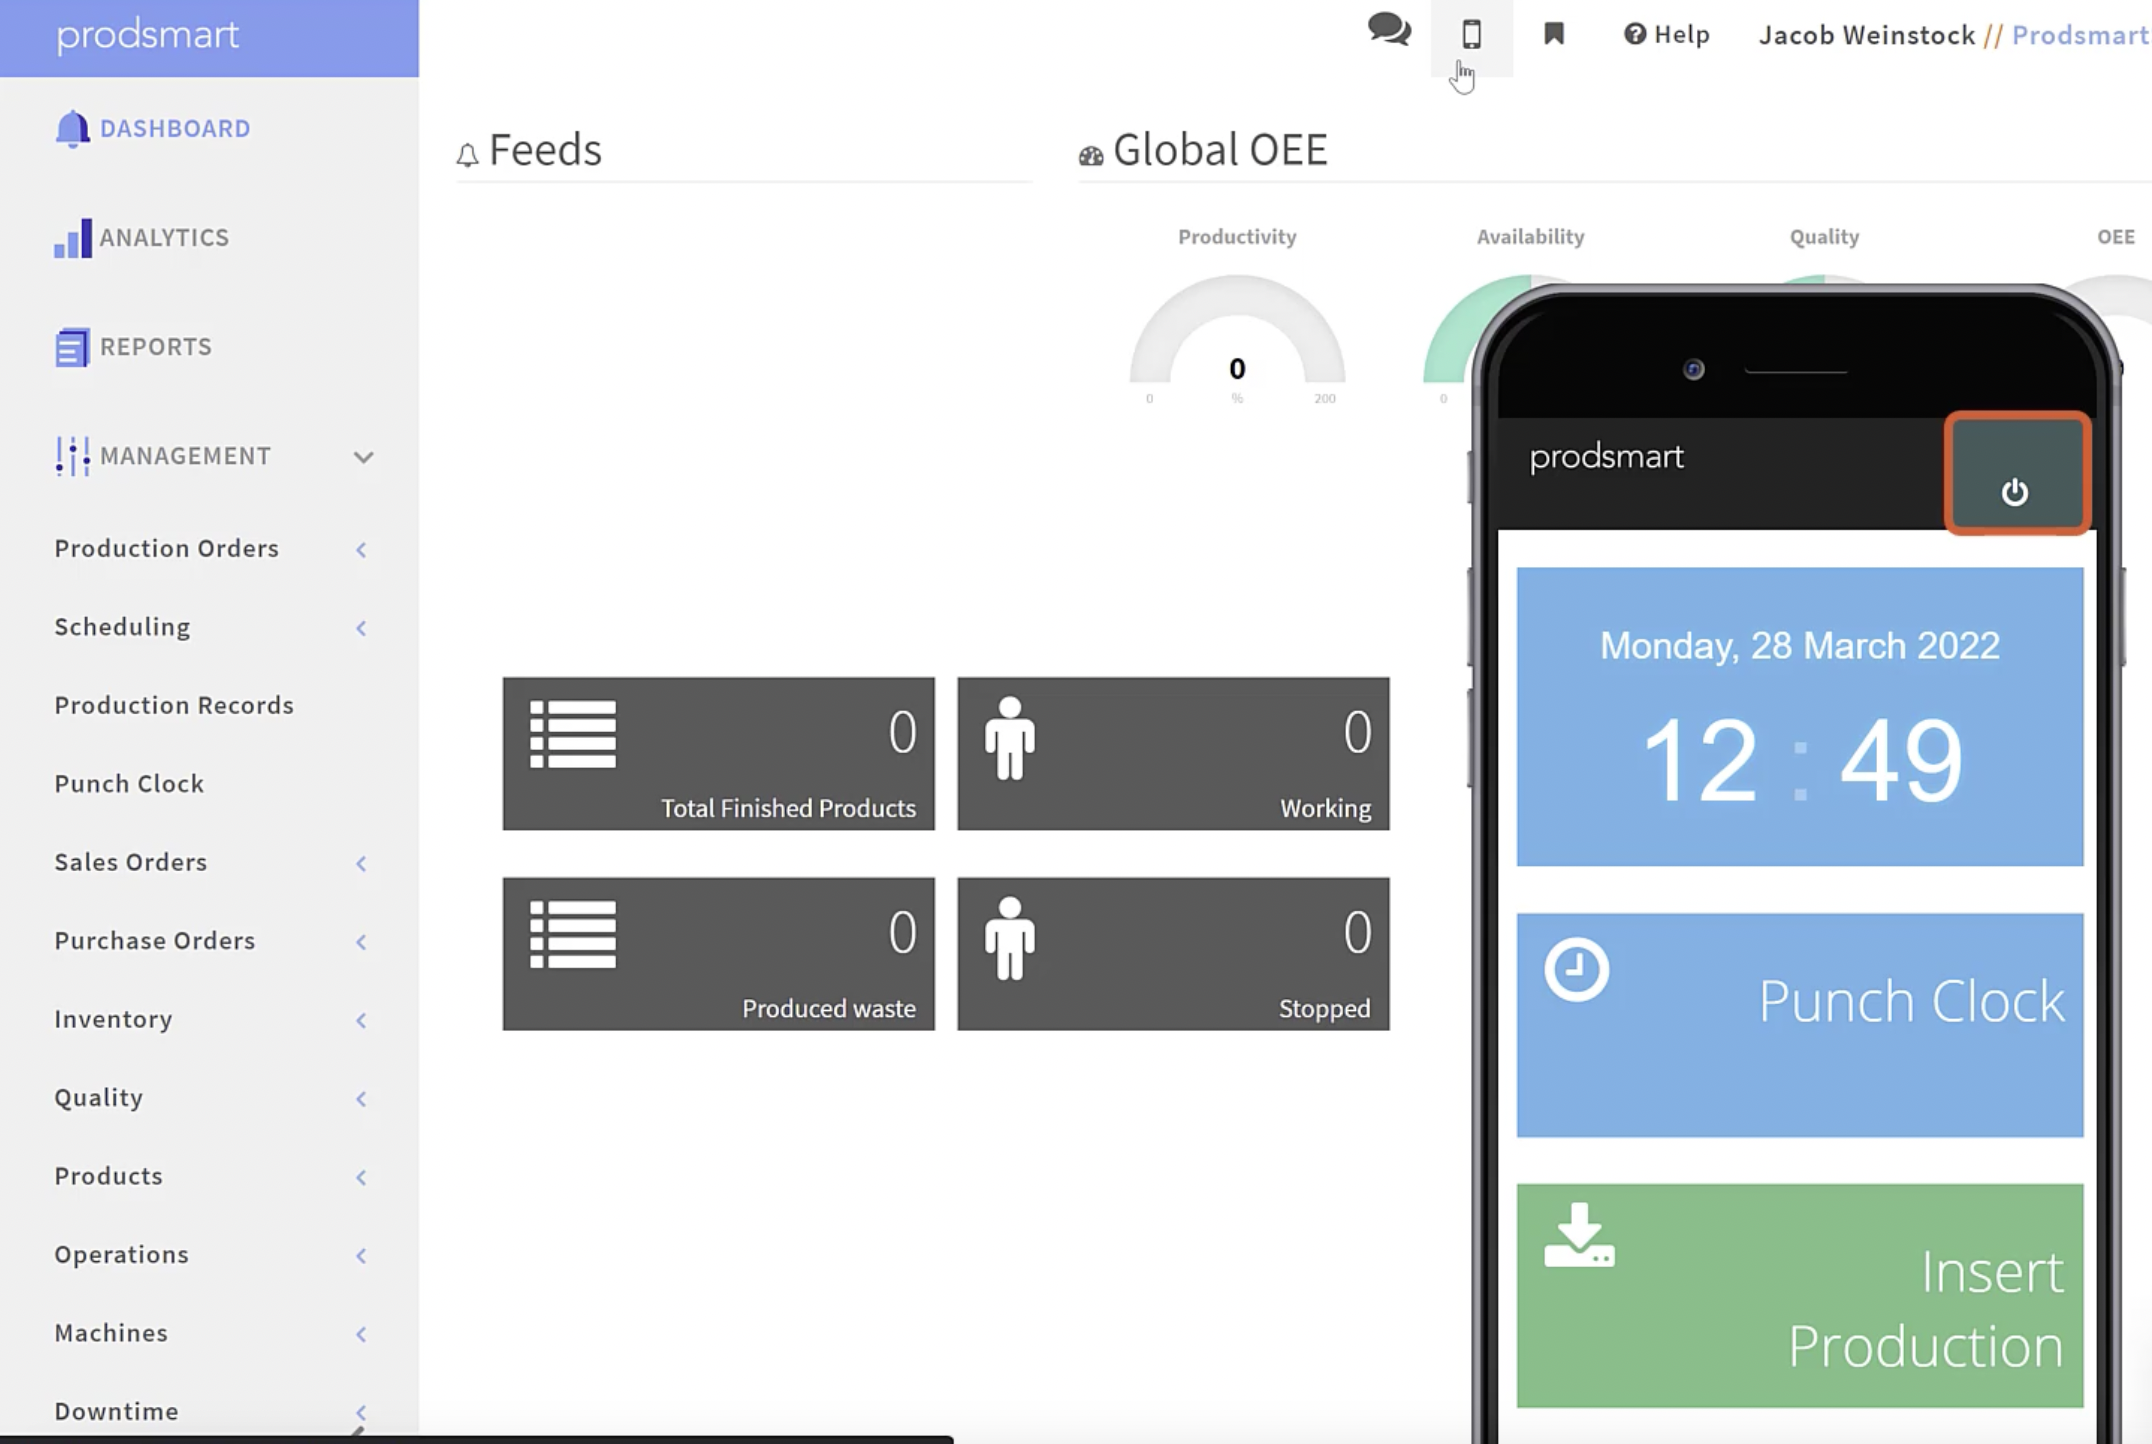 prodsmart
Help
Jacob Weinstock // Prodsmart
DASHBOARD
ANALYTICS
REPORTS
MANAGEMENT
Production Orders
Scheduling
Production Records
Punch Clock
Sales Orders
Purchase Orders
Inventory
Quality
Products
Operations
Machines
Downtime
Feeds
Global OEE
Productivity
Availability
Quality
OEE
0
0
%
200
0
0
Total Finished Products
0
Working
0
Produced waste
0
Stopped
prodsmart
Monday, 28 March 2022
12 : 49
Punch Clock
Insert
Production